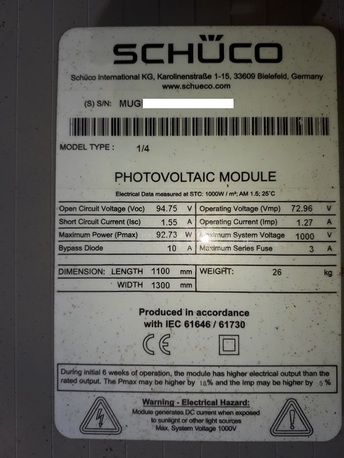 SCHÜCO
Schüco International KG, Karolinenstraße 1-15, 33609 Bielefeld, Germany
www.schueco.com
(S) S/N: MUG
MODEL TYPE : 1/4
PHOTOVOLTAIC MODULE
Electrical Data measured at STC: 1000W / m²; AM 1.5; 25°C
Open Circuit Voltage (Voc) 94.75 V Operating Voltage (Vmp) 72.96 V
Short Circuit Current (Isc) 1.55 A Operating Current (Imp) 1.27 A
Maximum Power (Pmax) 92.73 W Maximum System Voltage 1000 V
Bypass Diode 10 A Maximum Series Fuse 3 A
DIMENSION: LENGTH 1100 mm WEIGHT: 26 kg
WIDTH 1300 mm
Produced in accordance
with IEC 61646 / 61730
CE
During initial 6 weeks of operation, the module has higher electrical output than the
rated output. The Pmax may be higher by % and the Imp may be higher by 5 %
Warning - Electrical Hazard:
Module generates DC current when exposed
to sunlight or other light sources
Max. System Voltage 1000V